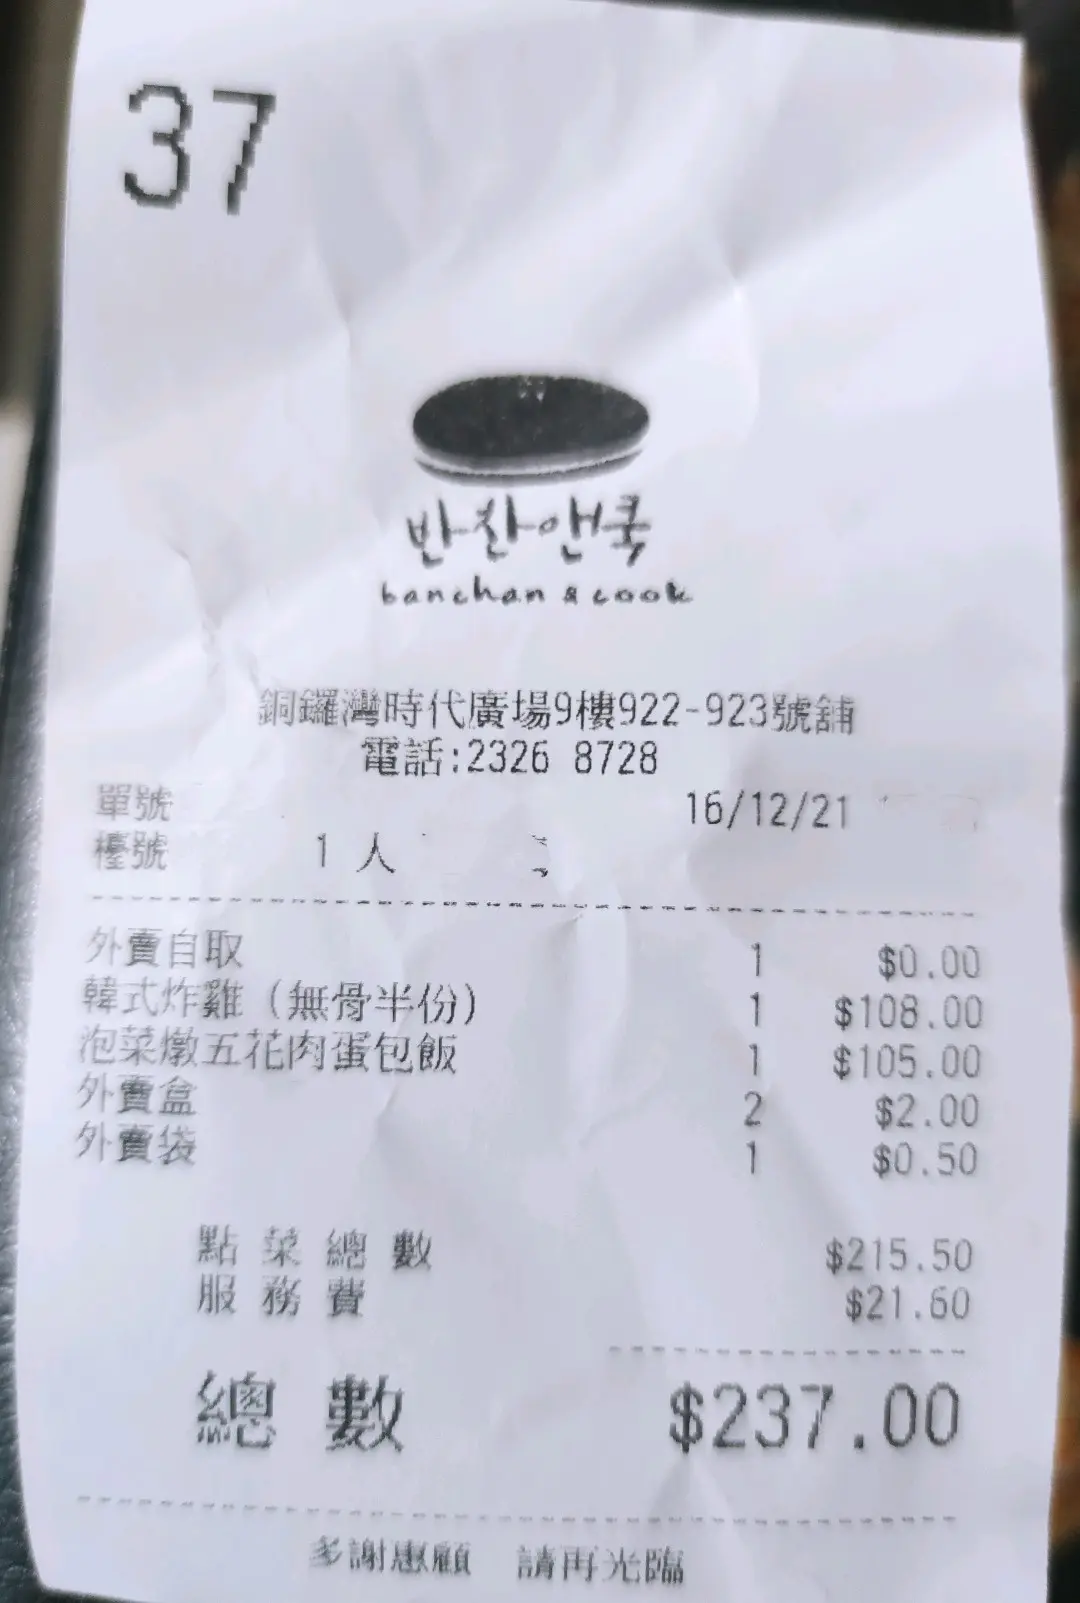 37
반찬앤쿡
banchan & cook
銅鑼灣時代廣場9樓922-923號舖
電話:2326 8728
單號 16/12/21
檯號 1 人
外賣自取 1 $0.00
韓式炸雞(無骨半份) 1 $108.00
泡菜燉五花肉蛋包飯 1 $105.00
外賣盒 2 $2.00
外賣袋 1 $0.50
點菜總數 $215.50
服務費 $21.60
總數 $237.00
多謝惠顧 請再光臨